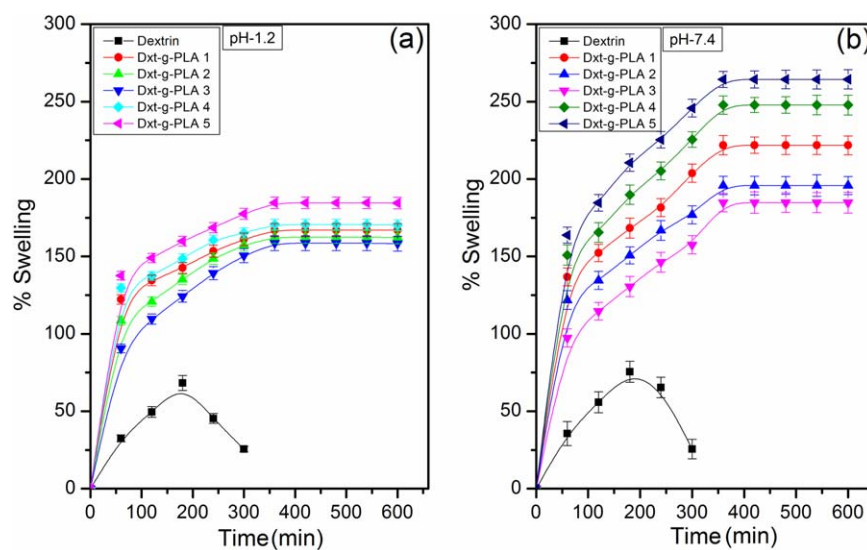 300
250
200
150
100
50
0
% Swelling
Dextrin
Dxt-g-PLA 1
Dxt-g-PLA 2
Dxt-g-PLA 3
Dxt-g-PLA 4
Dxt-g-PLA 5
pH-1.2
(a)
0 100 200 300 400 500 600
Time (min)
300
250
200
150
100
50
0
% Swelling
Dextrin
Dxt-g-PLA 1
Dxt-g-PLA 2
Dxt-g-PLA 3
Dxt-g-PLA 4
Dxt-g-PLA 5
pH-7.4
(b)
0 100 200 300 400 500 600
Time (min)